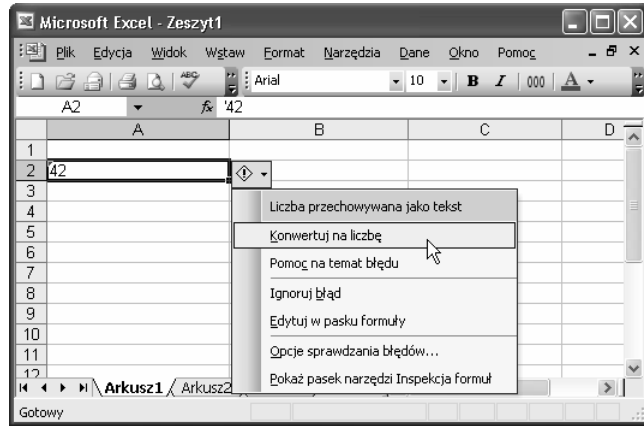 Microsoft Excel - Zeszyt1
Plik Edycja Widok Wstaw Format Narzędzia Dane Okno Pomoc
ABC Arial 10 B I 000 A
A2 fx '42
A B C D
1
2 42
3
Liczba przechowywana jako tekst
4
5 Konwertuj na liczbę
6 Pomoc na temat błędu
7
8 Ignoruj błąd
9 Edytuj w pasku formuły
10
11 Opcje sprawdzania błędów...
12
Pokaż pasek narzędzi Inspekcja formuł
Arkusz1 Arkusz2
Gotowy